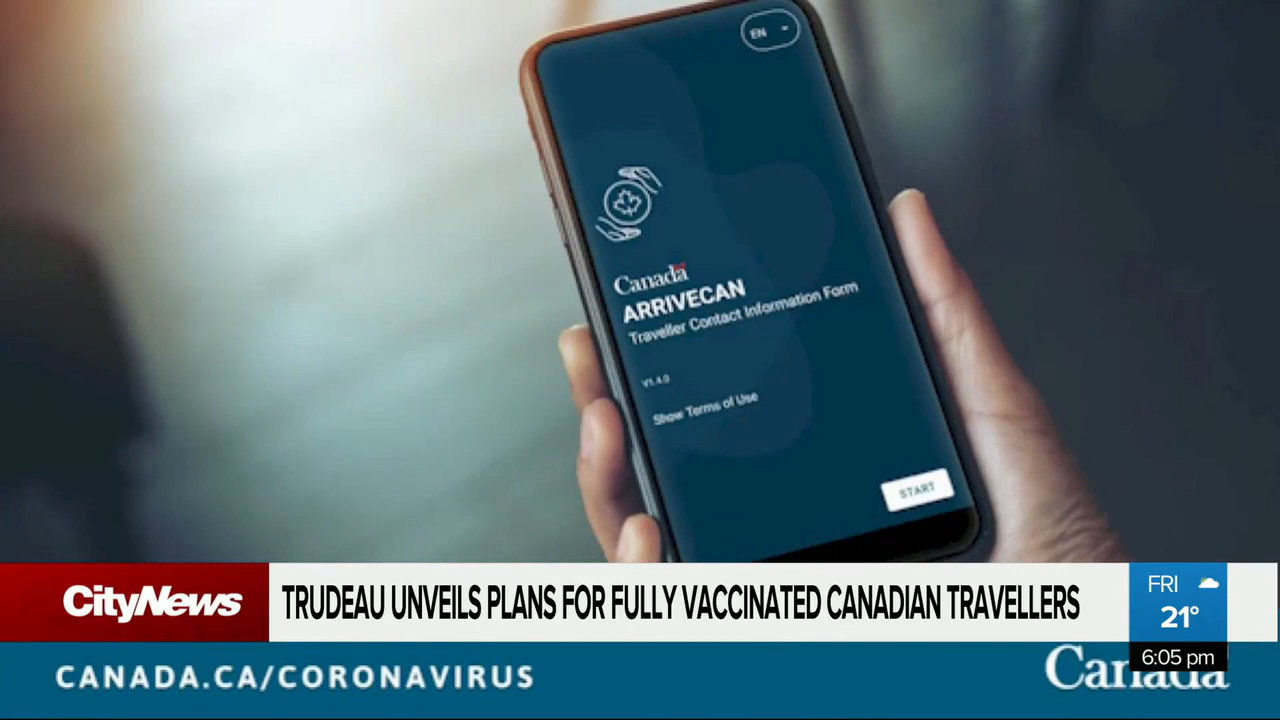 EN
Canada
ARRIVECAN
Traveller Contact Information Form
V1.4.0
Show Terms of Use
START
CityNews
TRUDEAU UNVEILS PLANS FOR FULLY VACCINATED CANADIAN TRAVELLERS
FRI
21°
6:05 pm
CANADA.CA/CORONAVIRUS
Canada